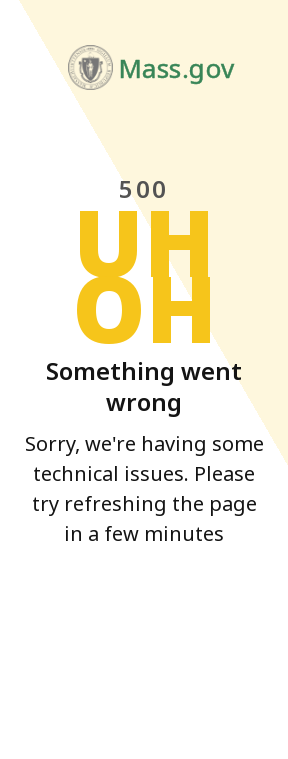 Mass.gov
500
UH
OH
Something went
wrong
Sorry, we're having some
technical issues. Please
try refreshing the page
in a few minutes